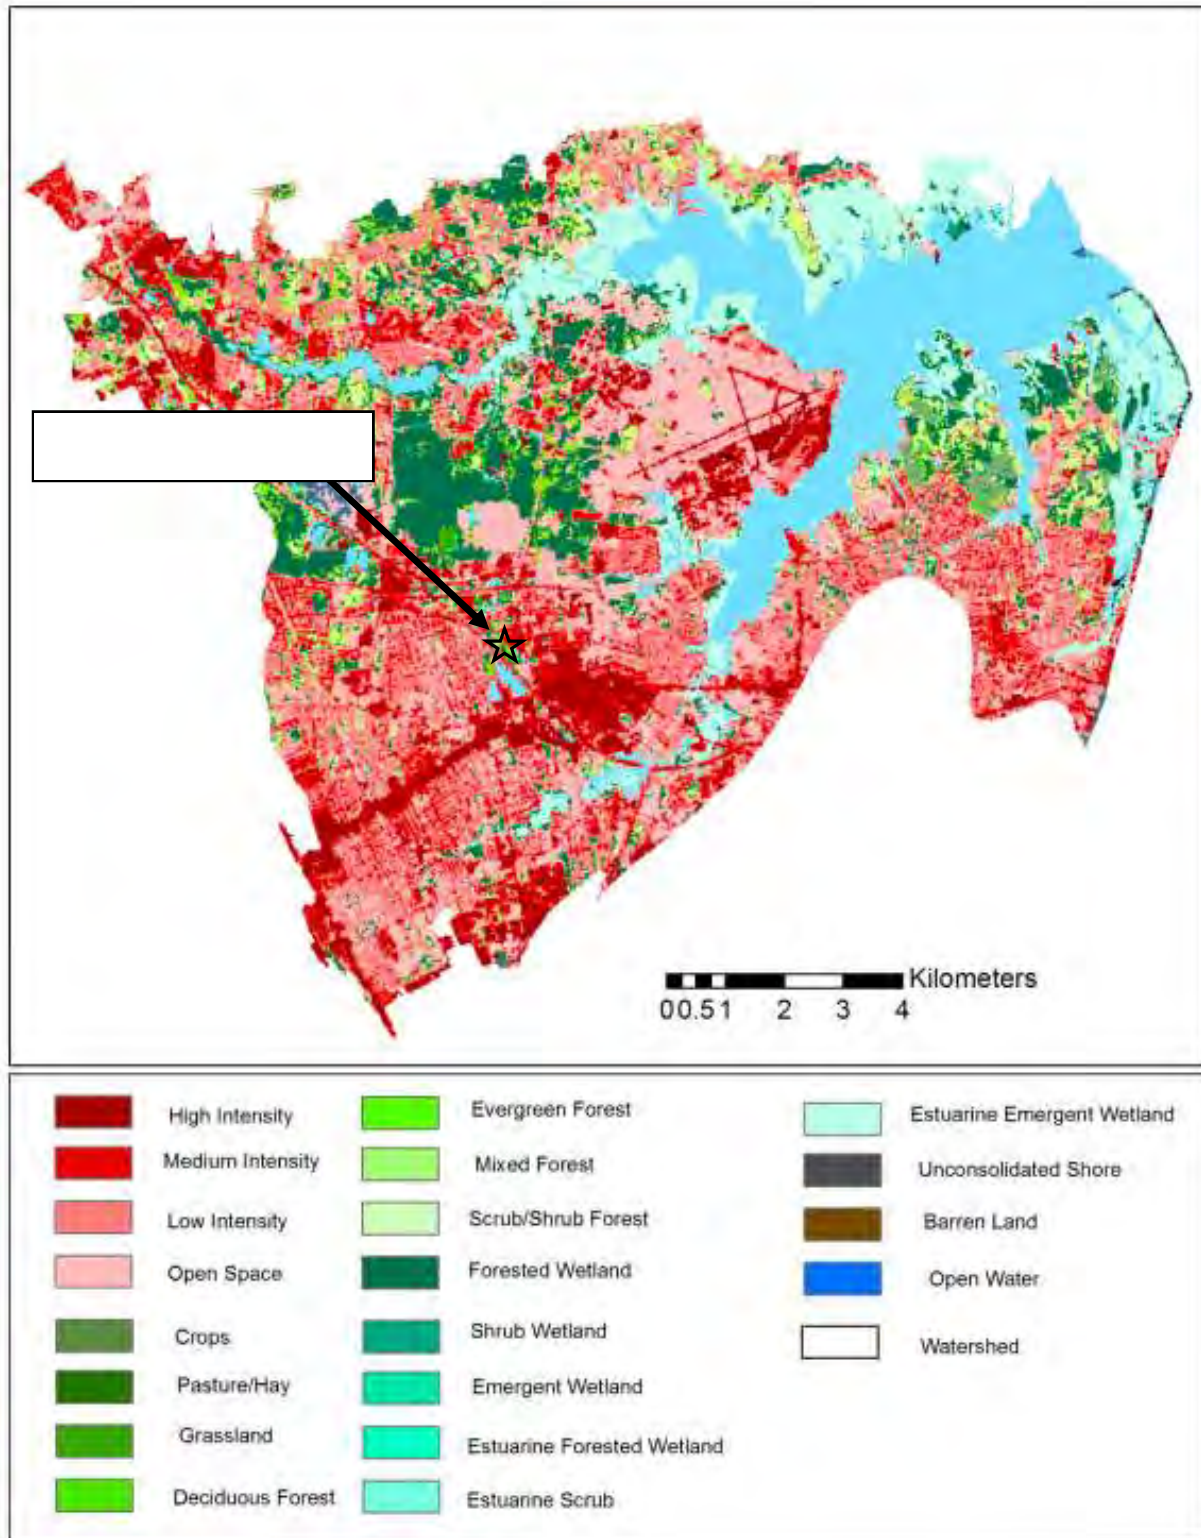 Kilometers
0 0.5 1 2 3 4
High Intensity
Medium Intensity
Low Intensity
Open Space
Crops
Pasture/Hay
Grassland
Deciduous Forest
Evergreen Forest
Mixed Forest
Scrub/Shrub Forest
Forested Wetland
Shrub Wetland
Emergent Wetland
Estuarine Forested Wetland
Estuarine Scrub
Estuarine Emergent Wetland
Unconsolidated Shore
Barren Land
Open Water
Watershed